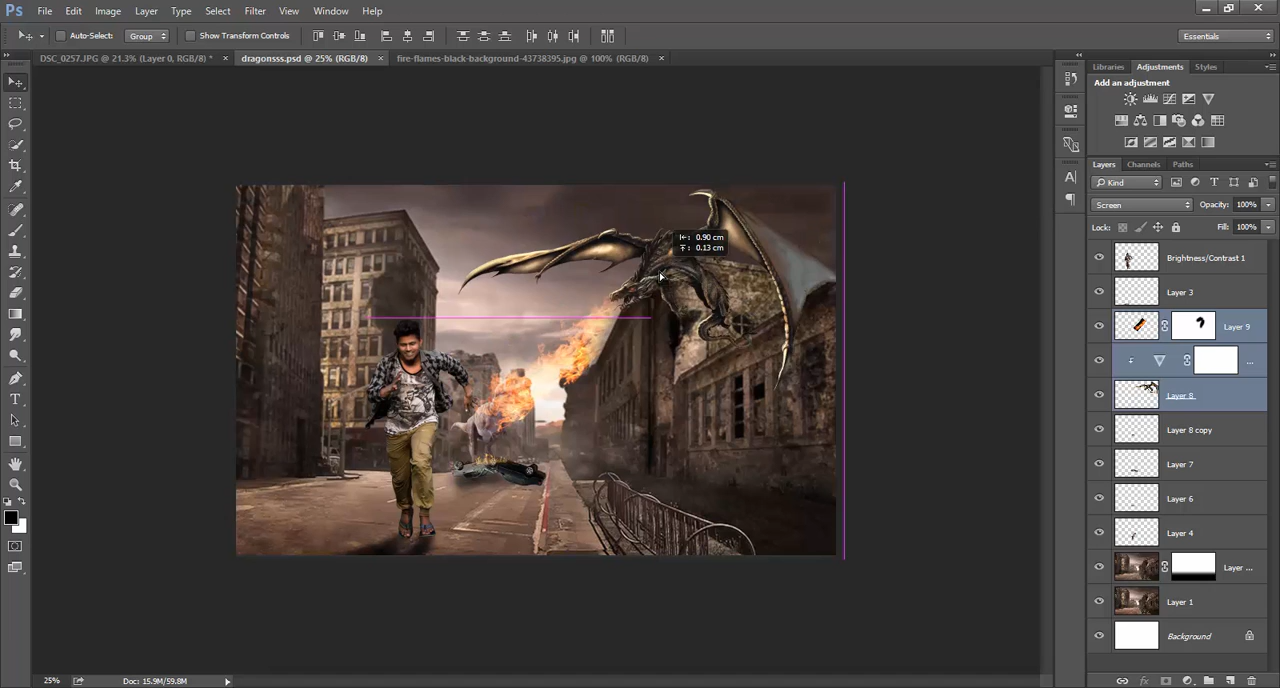 Ps File Edit Image Layer Type Select Filter View Window Help
Auto-Select: Group Show Transform Controls Essentials
DSC_0257.JPG @ 21.3% (Layer 0, RGB/8) * × dragonsss.psd @ 25% (RGB/8) × fire-flames-black-background-43738395.jpg @ 100% (RGB/8) ×
Libraries Adjustments Styles
Add an adjustment
Layers Channels Paths
Kind
Screen Opacity: 100%
Lock: Fill: 100%
Brightness/Contrast 1
Layer 3
Layer 9
...
Layer 8
Layer 8 copy
Layer 7
Layer 6
Layer 4
Layer ...
Layer 1
Background
0.90 cm
0.13 cm
25% Doc: 15.9M/59.8M